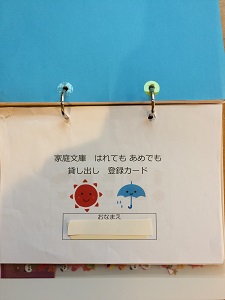 家庭文庫　はれても あめでも
貸し出し　登録カード
おなまえ